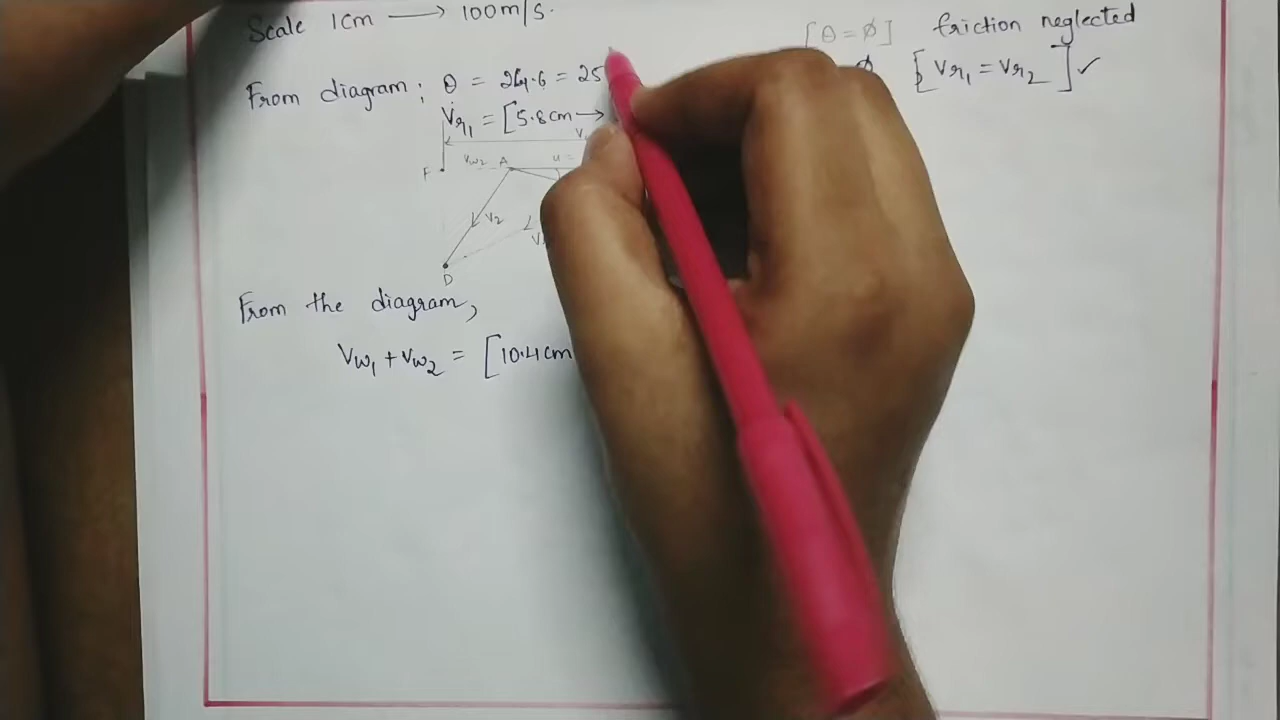 Scale 1cm → 100m/s.
[θ = ϕ] friction neglected
From diagram; θ = 24.6 = 25
ϕ [Vr1 = Vr2] ✓
Vr1 = [5.8cm →
V
F Vw2 A u =
V2
V
D
From the diagram,
Vw1 + Vw2 = [10.4cm